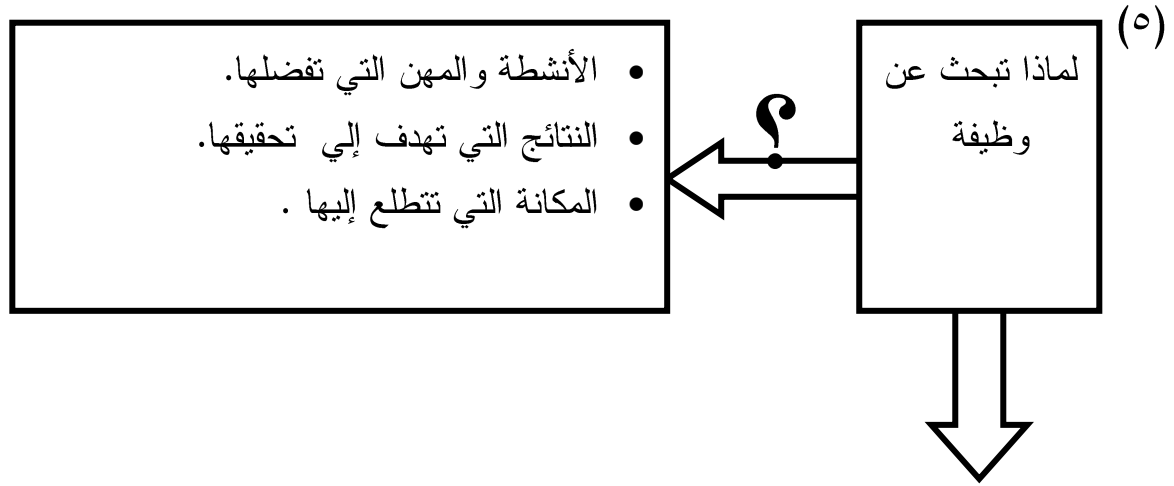 (٥)
لماذا تبحث عن
وظيفة
؟
• الأنشطة والمهن التي تفضلها.
• النتائج التي تهدف إلي تحقيقها.
• المكانة التي تتطلع إليها .